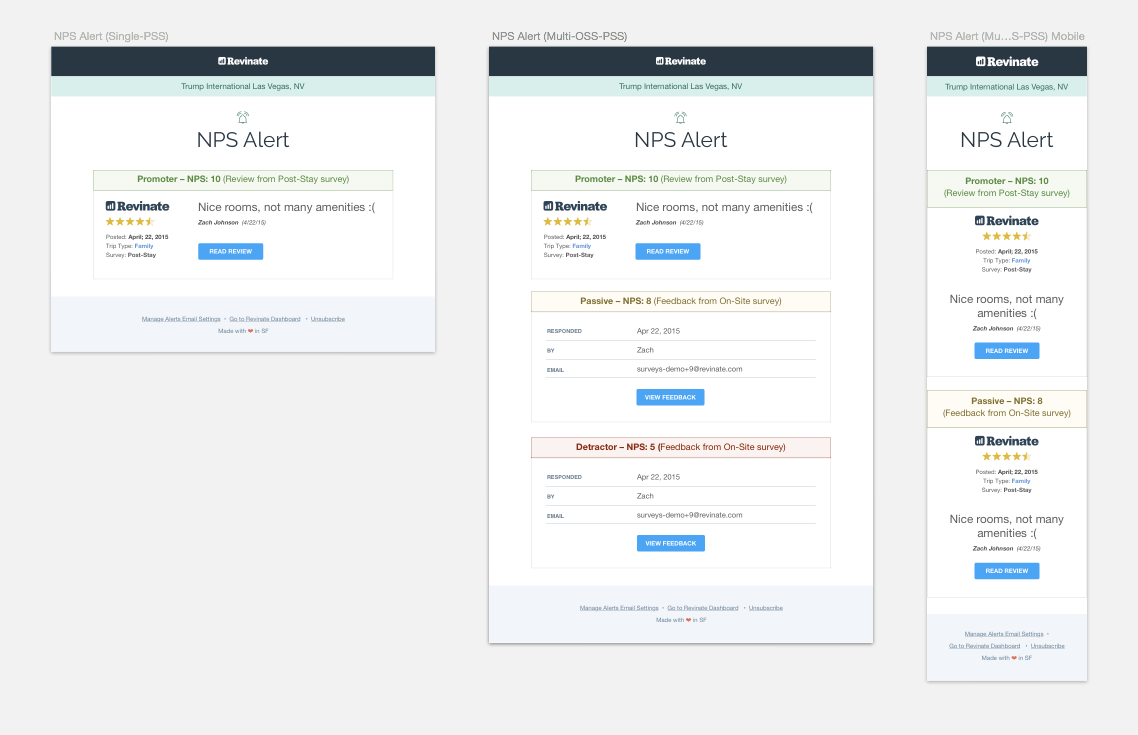 NPS Alert (Single-PSS)
Revinate
Trump International Las Vegas, NV
NPS Alert
Promoter – NPS: 10 (Review from Post-Stay survey)
Revinate
Posted: April; 22, 2015
Trip Type: Family
Survey: Post-Stay
Nice rooms, not many amenities :(
Zach Johnson (4/22/15)
READ REVIEW
Manage Alerts Email Settings • Go to Revinate Dashboard • Unsubscribe
Made with ❤ in SF
NPS Alert (Multi-OSS-PSS)
Revinate
Trump International Las Vegas, NV
NPS Alert
Promoter – NPS: 10 (Review from Post-Stay survey)
Revinate
Posted: April; 22, 2015
Trip Type: Family
Survey: Post-Stay
Nice rooms, not many amenities :(
Zach Johnson (4/22/15)
READ REVIEW
Passive – NPS: 8 (Feedback from On-Site survey)
RESPONDED Apr 22, 2015
BY Zach
EMAIL surveys-demo+9@revinate.com
VIEW FEEDBACK
Detractor – NPS: 5 (Feedback from On-Site survey)
RESPONDED Apr 22, 2015
BY Zach
EMAIL surveys-demo+9@revinate.com
VIEW FEEDBACK
Manage Alerts Email Settings • Go to Revinate Dashboard • Unsubscribe
Made with ❤ in SF
NPS Alert (Mu...S-PSS) Mobile
Revinate
Trump International Las Vegas, NV
NPS Alert
Promoter – NPS: 10
(Review from Post-Stay survey)
Revinate
Posted: April; 22, 2015
Trip Type: Family
Survey: Post-Stay
Nice rooms, not many
amenities :(
Zach Johnson (4/22/15)
READ REVIEW
Passive – NPS: 8
(Feedback from On-Site survey)
Revinate
Posted: April; 22, 2015
Trip Type: Family
Survey: Post-Stay
Nice rooms, not many
amenities :(
Zach Johnson (4/22/15)
READ REVIEW
Manage Alerts Email Settings •
Go to Revinate Dashboard • Unsubscribe
Made with ❤ in SF